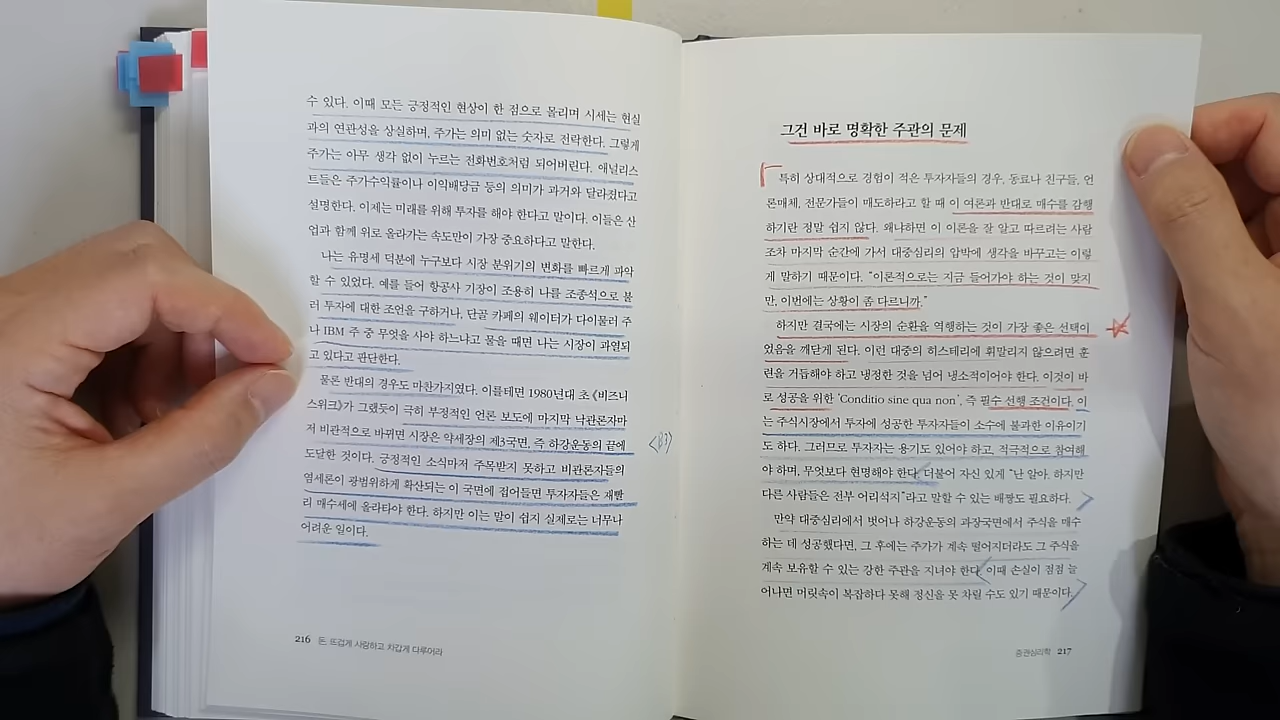 수 있다. 이때 모든 긍정적인 현상이 한 점으로 몰리며 시세는 현실
과의 연관성을 상실하며, 주가는 의미 없는 숫자로 전락한다. 그렇게
주가는 아무 생각 없이 누르는 전화번호처럼 되어버린다. 애널리스
트들은 주가수익률이나 이익배당금 등의 의미가 과거와 달라졌다고
설명한다. 이제는 미래를 위해 투자를 해야 한다고 말이다. 이들은 산
업과 함께 위로 올라가는 속도만이 가장 중요하다고 말한다.
나는 유명세 덕분에 누구보다 시장 분위기의 변화를 빠르게 파악
할 수 있었다. 예를 들어 항공사 기장이 조용히 나를 조종석으로 불
러 투자에 대한 조언을 구하거나, 단골 카페의 웨이터가 다이물러 주
나 IBM 주 중 무엇을 사야 하느냐고 물을 때면 나는 시장이 과열되
고 있다고 판단한다.
물론 반대의 경우도 마찬가지였다. 이를테면 1980년대 초 《비즈니
스위크》가 그랬듯이 극히 부정적인 언론 보도에 마지막 낙관론자마
저 비관적으로 바뀌면 시장은 약세장의 제3국면, 즉 하강운동의 끝에
도달한 것이다. 긍정적인 소식마저 주목받지 못하고 비관론자들의
염세론이 광범위하게 확산되는 이 국면에 접어들면 투자자들은 재빨
리 매수세에 올라타야 한다. 하지만 이는 말이 쉽지 실제로는 너무나
어려운 일이다.
<B3>
216 돈, 뜨겁게 사랑하고 차갑게 다루어라
그건 바로 명확한 주관의 문제
특히 상대적으로 경험이 적은 투자자들의 경우, 동료나 친구들, 언
론매체, 전문가들이 매도하라고 할 때 이 여론과 반대로 매수를 감행
하기란 정말 쉽지 않다. 왜냐하면 이 이론을 잘 알고 따르려는 사람
조차 마지막 순간에 가서 대중심리의 압박에 생각을 바꾸고는 이렇
게 말하기 때문이다. “이론적으로는 지금 들어가야 하는 것이 맞지
만, 이번에는 상황이 좀 다르니까.”
하지만 결국에는 시장의 순환을 역행하는 것이 가장 좋은 선택이
었음을 깨닫게 된다. 이런 대중의 히스테리에 휘말리지 않으려면 훈
련을 거듭해야 하고 냉정한 것을 넘어 냉소적이어야 한다. 이것이 바
로 성공을 위한 ‘Conditio sine qua non’, 즉 필수 선행 조건이다. 이
는 주식시장에서 투자에 성공한 투자자들이 소수에 불과한 이유이기
도 하다. 그러므로 투자자는 용기도 있어야 하고, 적극적으로 참여해
야 하며, 무엇보다 현명해야 한다. 더불어 자신 있게 “난 알아. 하지만
다른 사람들은 전부 어리석지”라고 말할 수 있는 배짱도 필요하다.
만약 대중심리에서 벗어나 하강운동의 과장국면에서 주식을 매수
하는 데 성공했다면, 그 후에는 주가가 계속 떨어지더라도 그 주식을
계속 보유할 수 있는 강한 주관을 지녀야 한다. 이때 손실이 점점 늘
어나면 머릿속이 복잡하다 못해 정신을 못 차릴 수도 있기 때문이다.
증권심리학 217